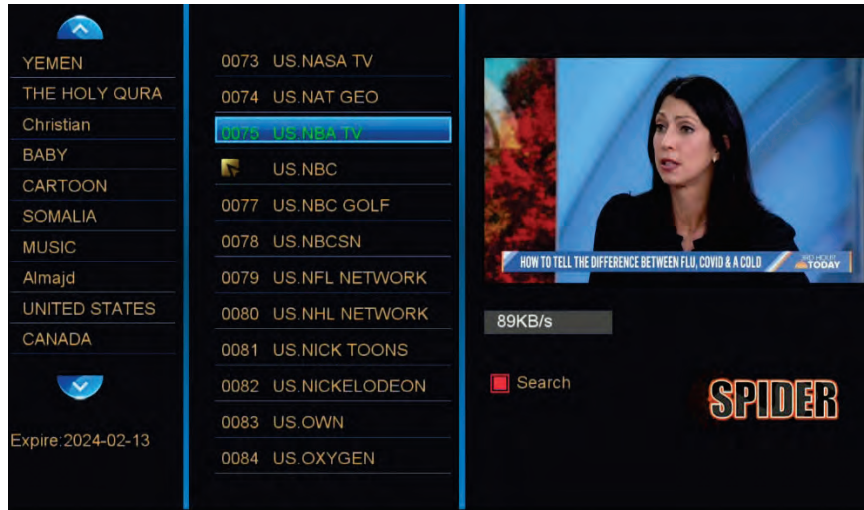 YEMEN
THE HOLY QURA
Christian
BABY
CARTOON
SOMALIA
MUSIC
Almajd
UNITED STATES
CANADA
Expire:2024-02-13
0073 US.NASA TV
0074 US.NAT GEO
0075 US.NBA TV
US.NBC
0077 US.NBC GOLF
0078 US.NBCSN
0079 US.NFL NETWORK
0080 US.NHL NETWORK
0081 US.NICK TOONS
0082 US.NICKELODEON
0083 US.OWN
0084 US.OXYGEN
HOW TO TELL THE DIFFERENCE BETWEEN FLU, COVID & A COLD
3RD HOUR
TODAY
89KB/s
Search
SPIDER